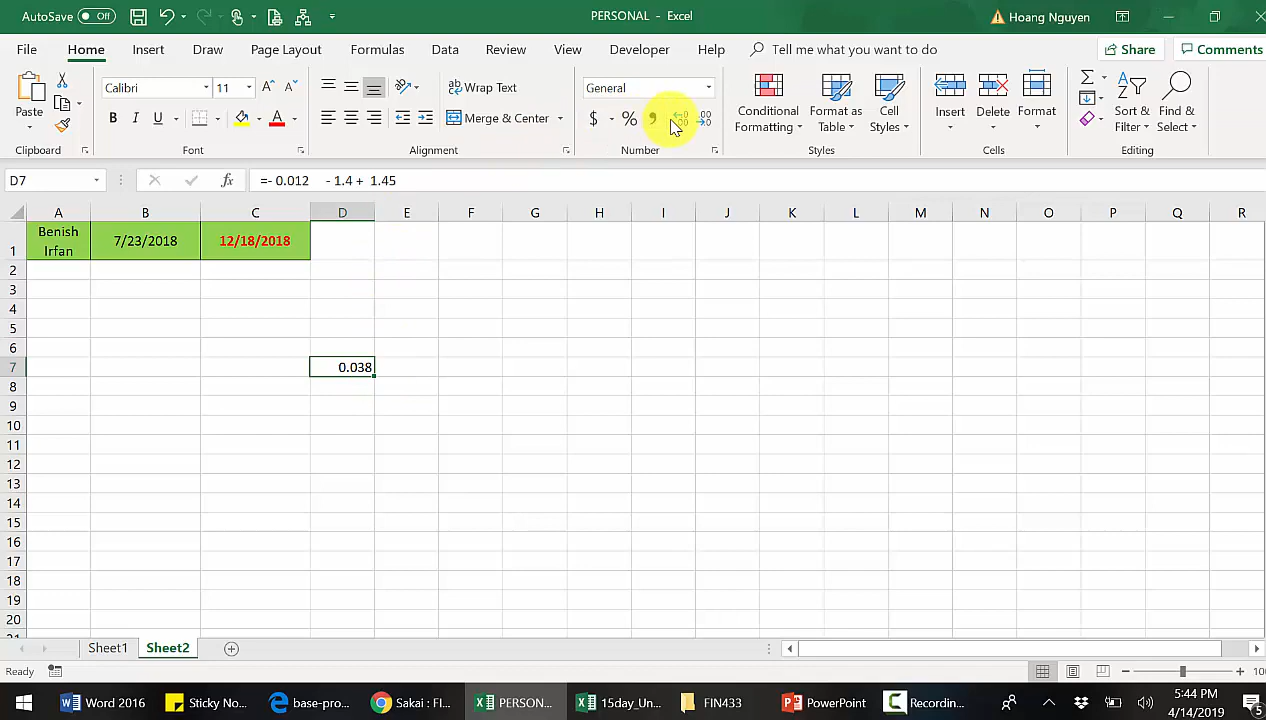 AutoSave Off
PERSONAL - Excel
Hoang Nguyen
File Home Insert Draw Page Layout Formulas Data Review View Developer Help Tell me what you want to do Share Comments
Paste
Calibri 11
Wrap Text
General
Conditional Formatting
Format as Table
Cell Styles
Insert
Delete
Format
Sort & Filter
Find & Select
B I U
Merge & Center
$ % ,
Clipboard Font Alignment Number Styles Cells Editing
D7 fx =- 0.012 - 1.4 + 1.45
A B C D E F G H I J K L M N O P Q R
1 Benish Irfan 7/23/2018 12/18/2018
2
3
4
5
6
7 0.038
8
9
10
11
12
13
14
15
16
17
18
19
20
Sheet1 Sheet2
Ready
Word 2016 Sticky No... base-pro... Sakai : Fl... PERSON... 15day_Un... FIN433 PowerPoint Recordin... 5:44 PM
4/14/2019 5